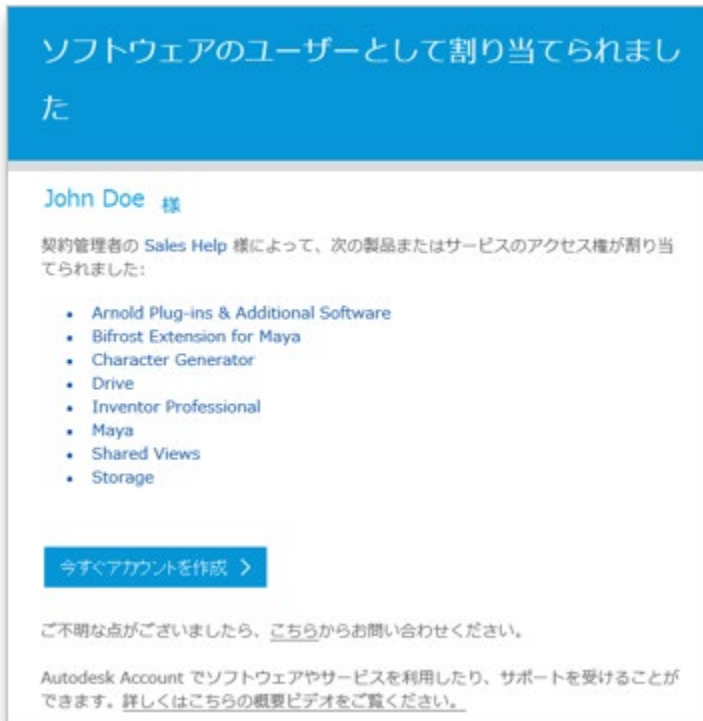 ソフトウェアのユーザーとして割り当てられまし
た
John Doe 様
契約管理者の Sales Help 様によって、次の製品またはサービスのアクセス権が割り当
てられました:
• Arnold Plug-ins & Additional Software
• Bifrost Extension for Maya
• Character Generator
• Drive
• Inventor Professional
• Maya
• Shared Views
• Storage
今すぐアカウントを作成 >
ご不明な点がございましたら、こちらからお問い合わせください。
Autodesk Account でソフトウェアやサービスを利用したり、サポートを受けることが
できます。詳しくはこちらの概要ビデオをご覧ください。